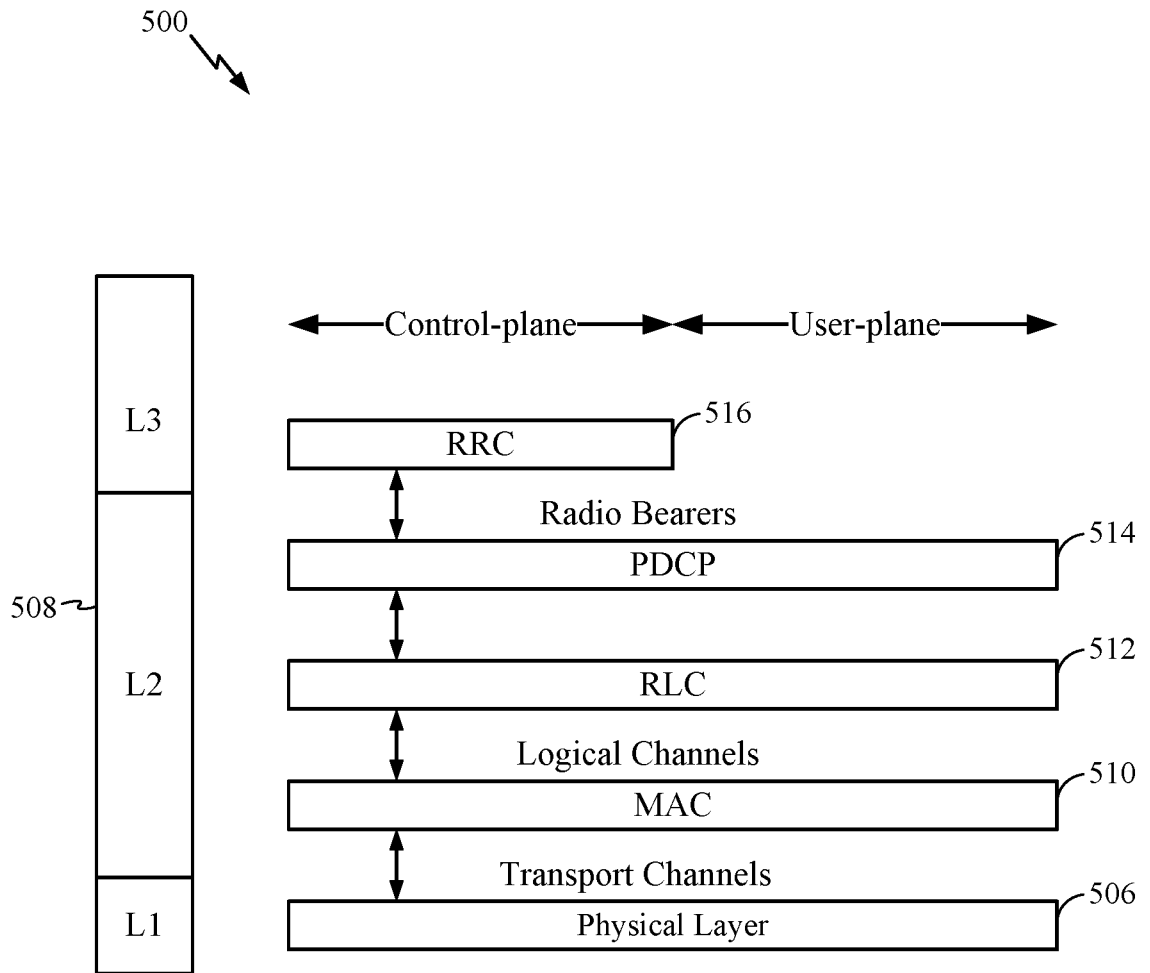 500
Control-plane
User-plane
L3
RRC
516
Radio Bearers
514
PDCP
508
512
L2
RLC
Logical Channels
510
MAC
Transport Channels
506
L1
Physical Layer